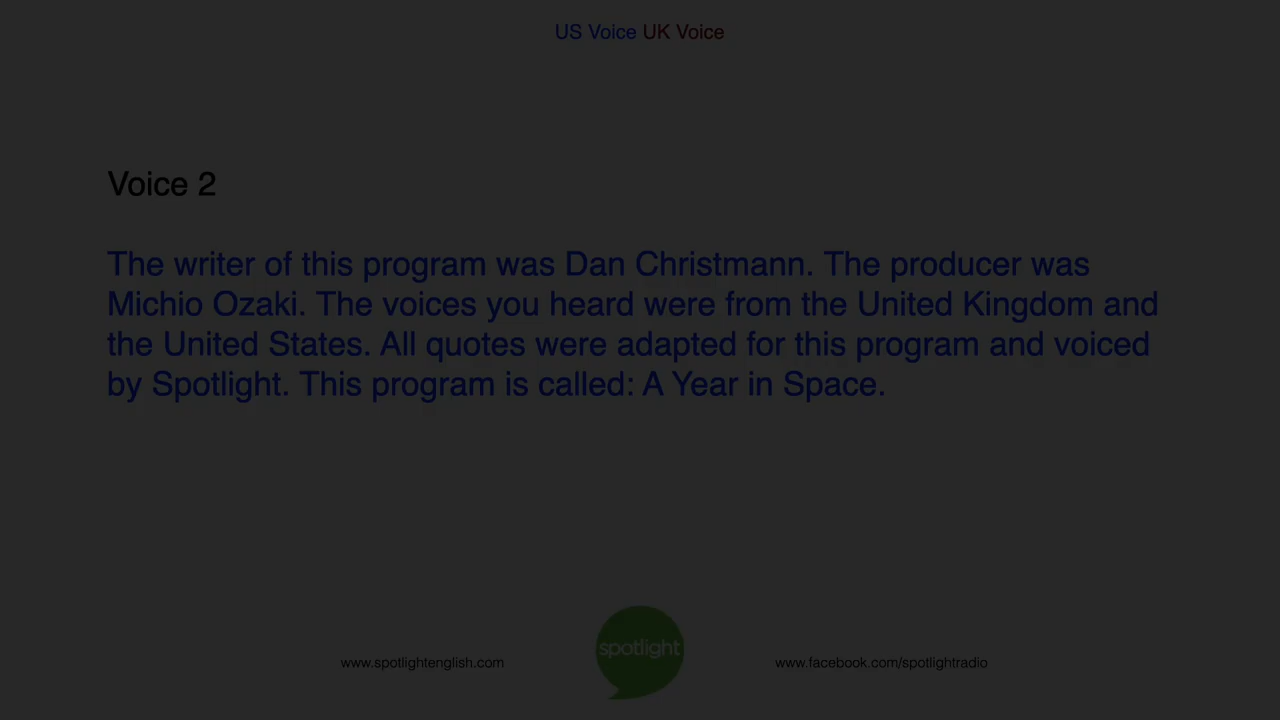 US Voice UK Voice
Voice 2
The writer of this program was Dan Christmann. The producer was
Michio Ozaki. The voices you heard were from the United Kingdom and
the United States. All quotes were adapted for this program and voiced
by Spotlight. This program is called: A Year in Space.
spotlight
www.spotlightenglish.com
www.facebook.com/spotlightradio